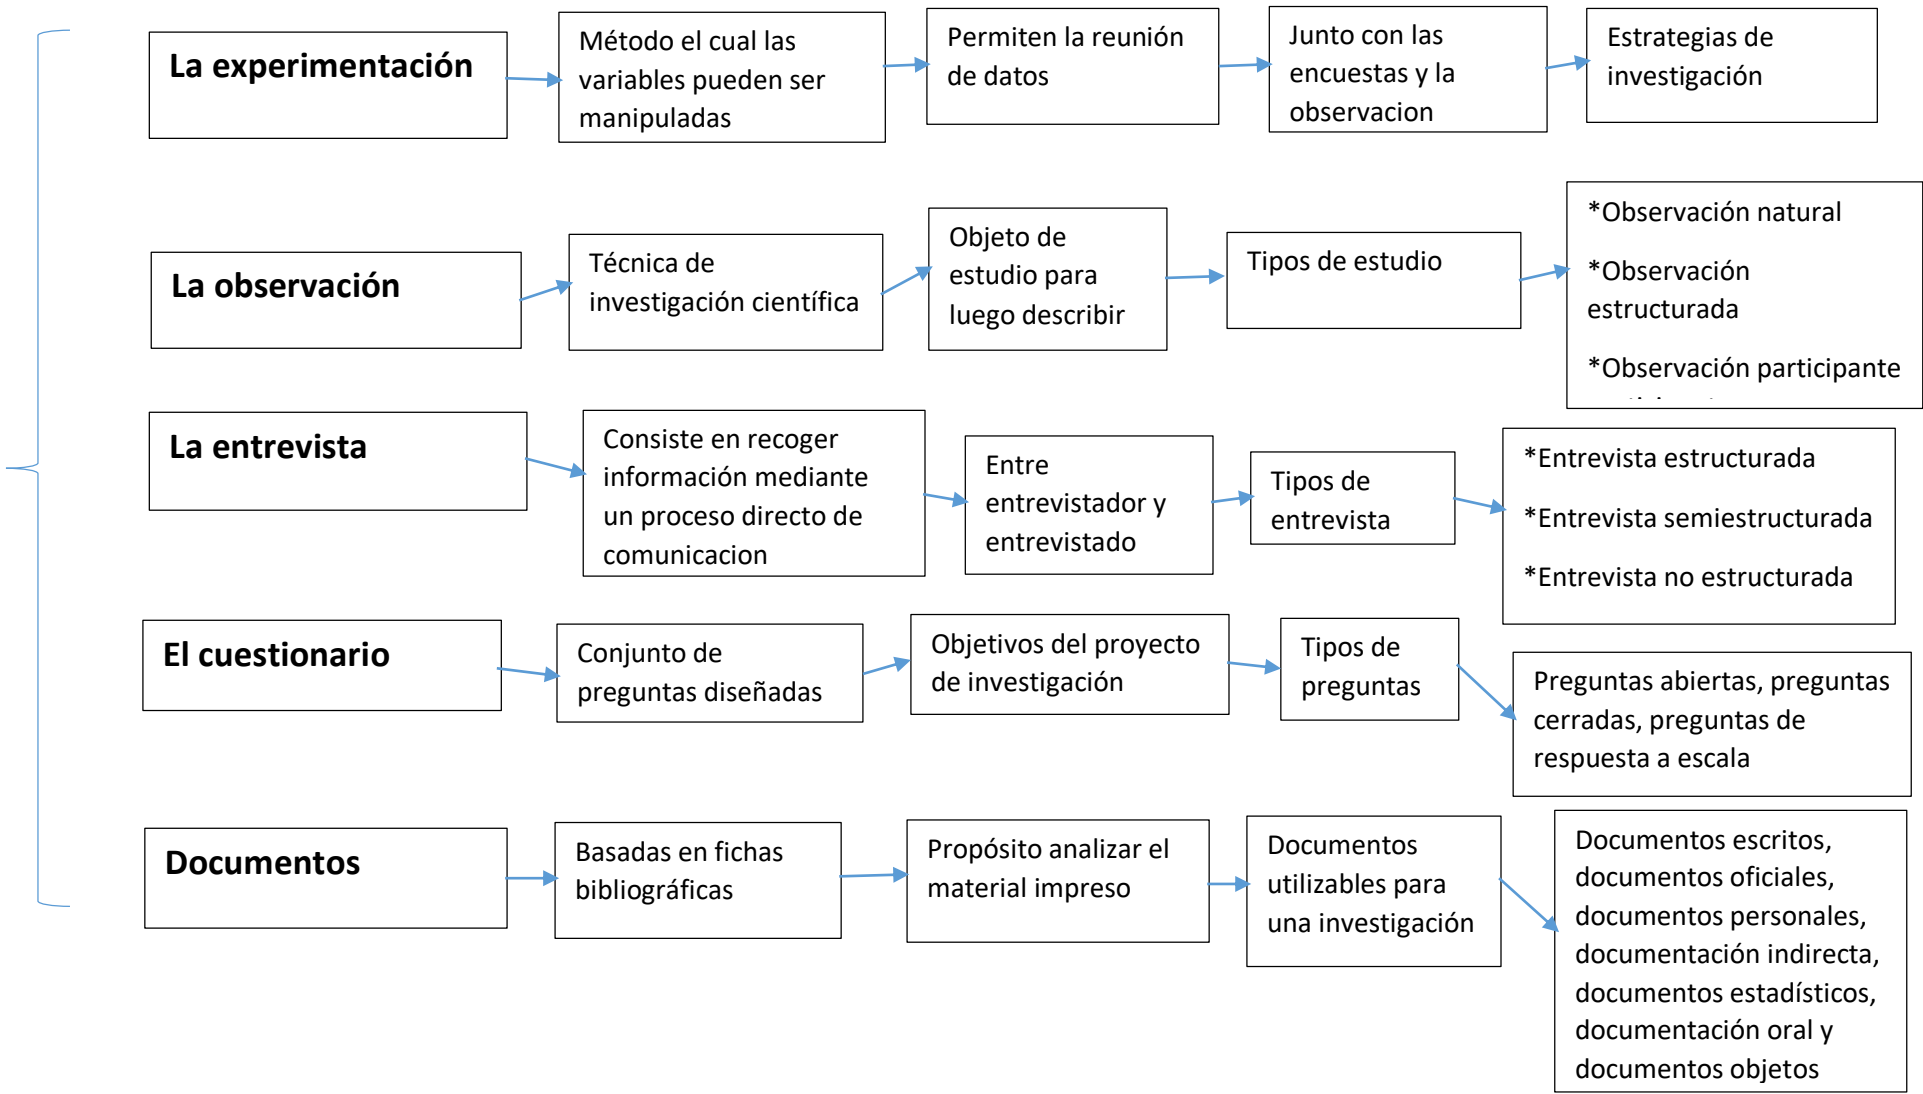 La experimentación
Método el cual las
variables pueden ser
manipuladas
Permiten la reunión
de datos
Junto con las
encuestas y la
observacion
Estrategias de
investigación
La observación
Técnica de
investigación científica
Objeto de
estudio para
luego describir
Tipos de estudio
*Observación natural
*Observación
estructurada
*Observación participante
La entrevista
Consiste en recoger
información mediante
un proceso directo de
comunicacion
Entre
entrevistador y
entrevistado
Tipos de
entrevista
*Entrevista estructurada
*Entrevista semiestructurada
*Entrevista no estructurada
El cuestionario
Conjunto de
preguntas diseñadas
Objetivos del proyecto
de investigación
Tipos de
preguntas
Preguntas abiertas, preguntas
cerradas, preguntas de
respuesta a escala
Documentos
Basadas en fichas
bibliográficas
Propósito analizar el
material impreso
Documentos
utilizables para
una investigación
Documentos escritos,
documentos oficiales,
documentos personales,
documentación indirecta,
documentos estadísticos,
documentación oral y
documentos objetos